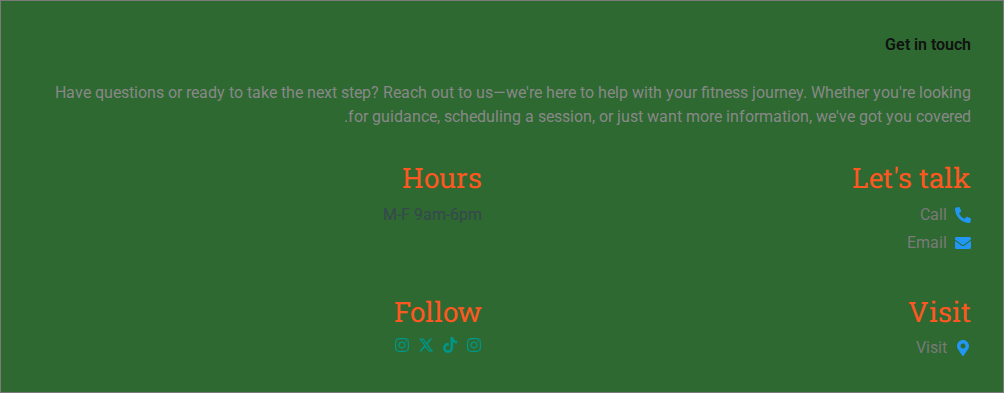 Get in touch
Have questions or ready to take the next step? Reach out to us—we're here to help with your fitness journey. Whether you're looking
.for guidance, scheduling a session, or just want more information, we've got you covered
Let's talk
Call
Email
Hours
M-F 9am-6pm
Visit
Visit
Follow